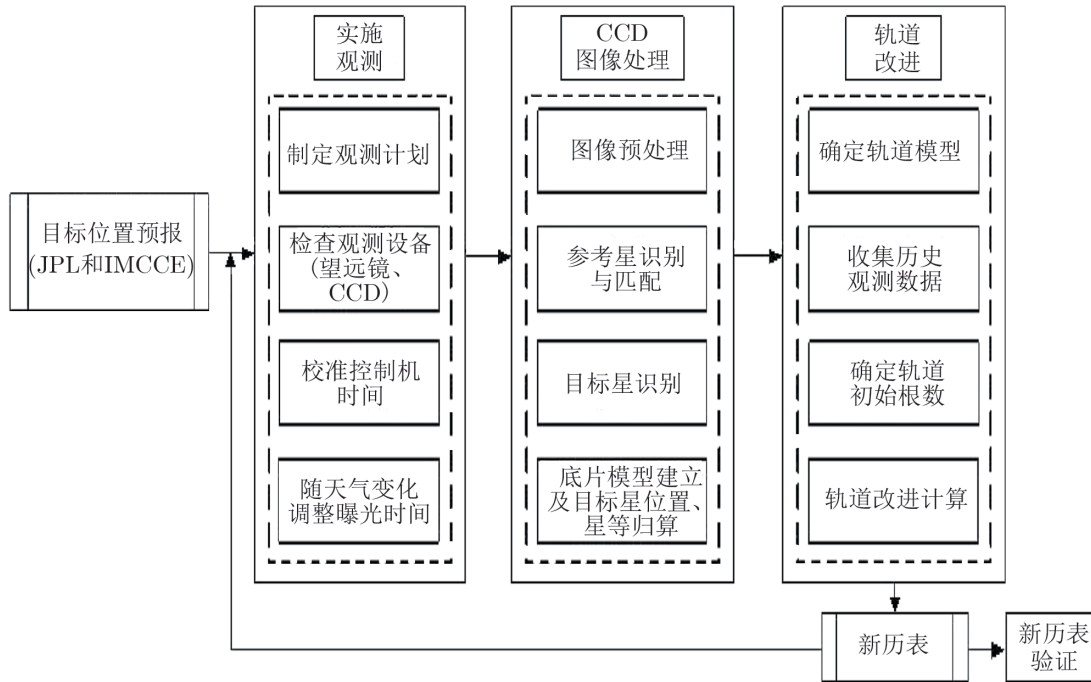 目标位置预报
(JPL和IMCCE)
实施
观测
制定观测计划
检查观测设备
(望远镜、
CCD)
校准控制机
时间
随天气变化
调整曝光时间
CCD
图像处理
图像预处理
参考星识别
与匹配
目标星识别
底片模型建立
及目标星位置、
星等归算
轨道
改进
确定轨道模型
收集历史
观测数据
确定轨道
初始根数
轨道改进计算
新历表
新历表
验证